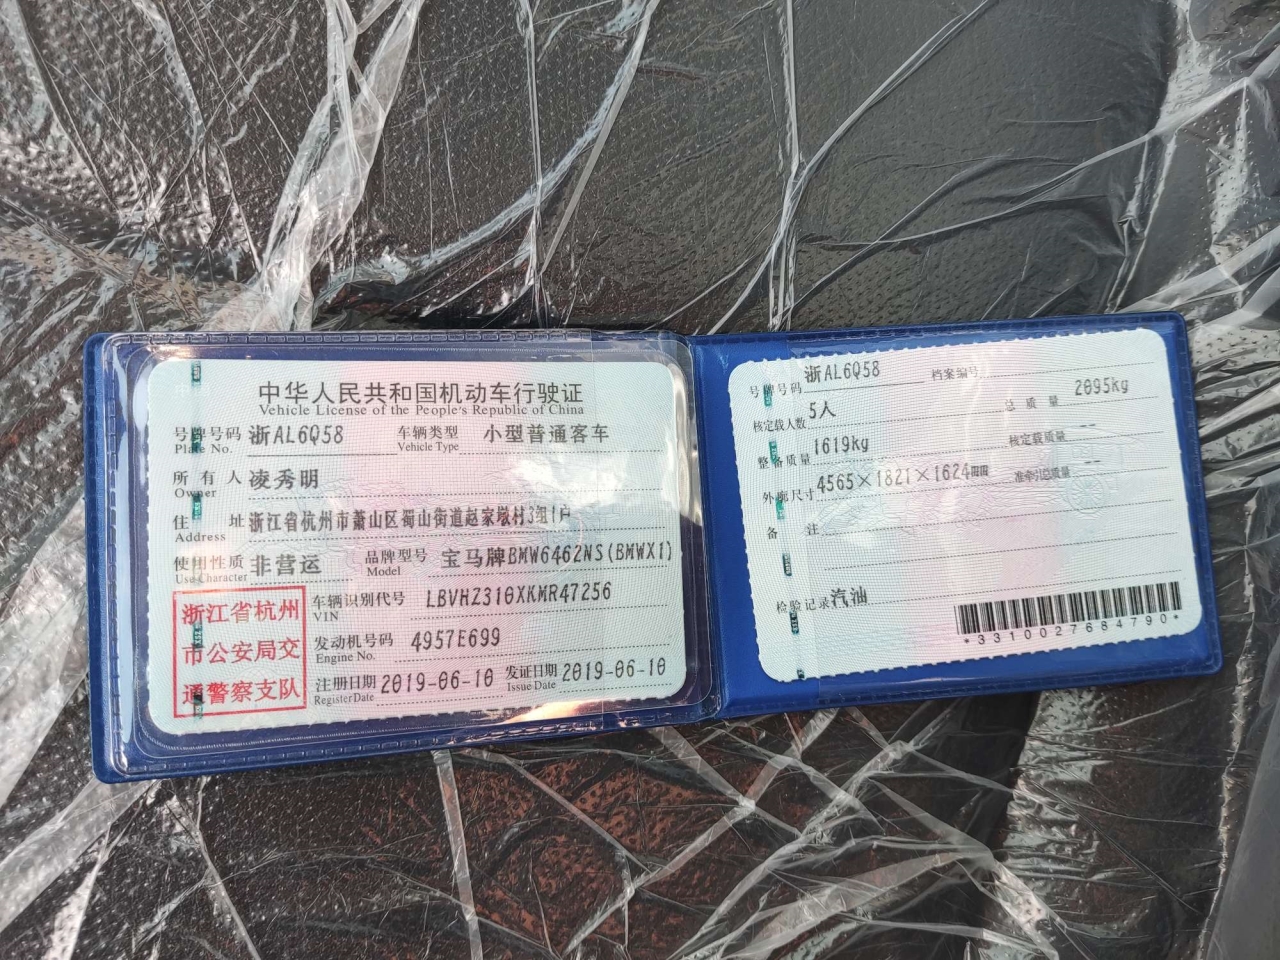 中华人民共和国机动车行驶证
Vehicle License of the People's Republic of China
号牌号码 浙AL6Q58 车辆类型 小型普通客车
Plate No. Vehicle Type
所有人 凌秀明
Owner
住址 浙江省杭州市萧山区蜀山街道赵家墩村3组1户
Address
使用性质 非营运 品牌型号 宝马牌BMW6462NS(BMWX1)
Use Character Model
浙江省杭州
市公安局交
通警察支队
车辆识别代号 LBVHZ310XKMR47256
VIN
发动机号码 4957E699
Engine No.
注册日期 2019-06-10 发证日期 2019-06-10
Register Date Issue Date
号牌号码 浙AL6Q58 档案编号
核定载人数 5人 总质量 2095kg
整备质量 1619kg 核定载质量 --
外廓尺寸 4565×1821×1624mm 准牵引总质量 --
备注
检验记录 汽油
*3310027684790*